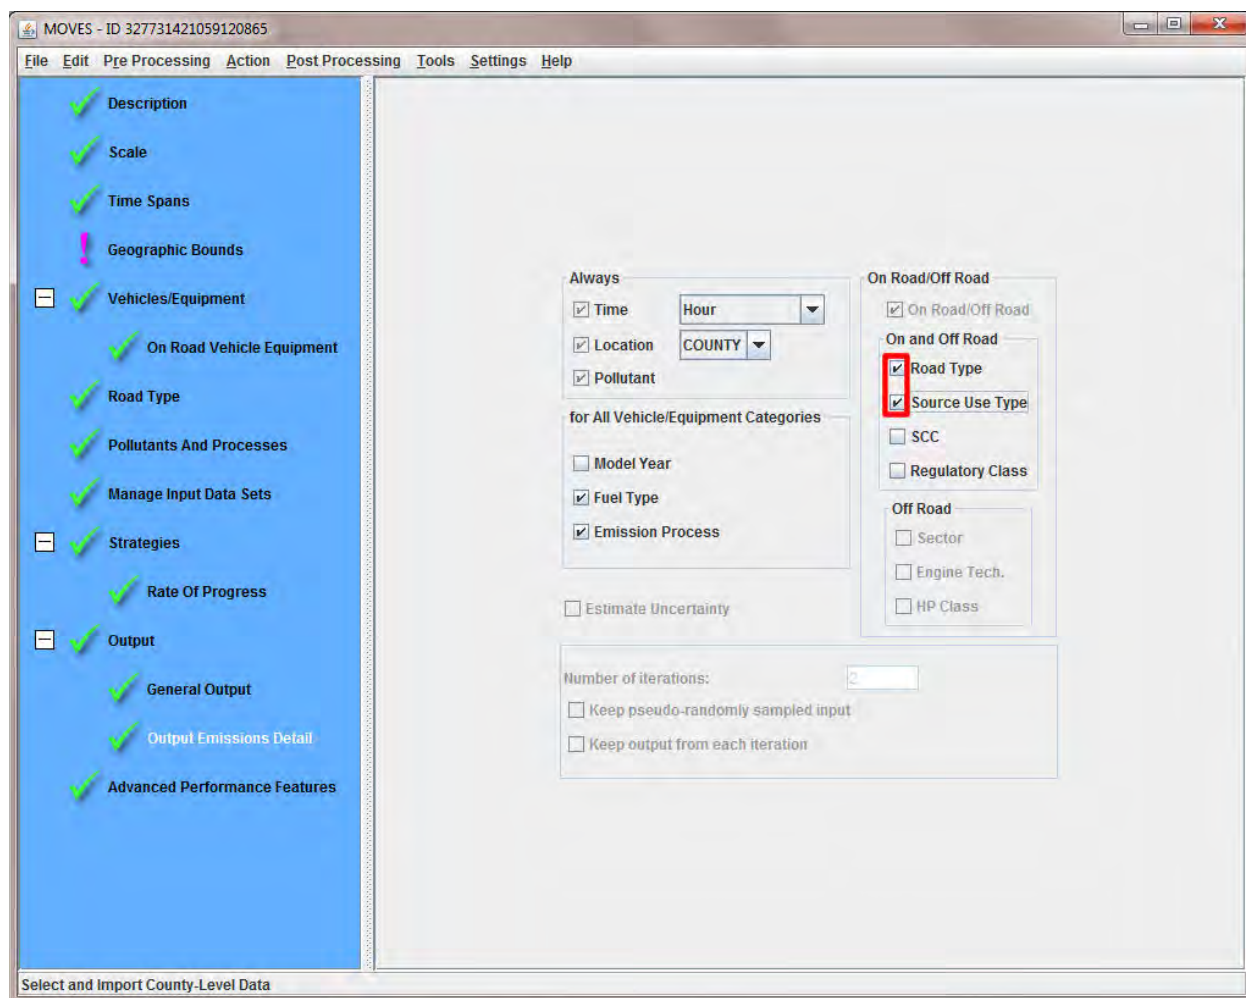 MOVES - ID 327731421059120865
File Edit Pre Processing Action Post Processing Tools Settings Help
Description
Scale
Time Spans
Geographic Bounds
Vehicles/Equipment
On Road Vehicle Equipment
Road Type
Pollutants And Processes
Manage Input Data Sets
Strategies
Rate Of Progress
Output
General Output
Output Emissions Detail
Advanced Performance Features
Always
Time Hour
Location COUNTY
Pollutant
for All Vehicle/Equipment Categories
Model Year
Fuel Type
Emission Process
Estimate Uncertainty
On Road/Off Road
On Road/Off Road
On and Off Road
Road Type
Source Use Type
SCC
Regulatory Class
Off Road
Sector
Engine Tech.
HP Class
Number of iterations: 2
Keep pseudo-randomly sampled input
Keep output from each iteration
Select and Import County-Level Data